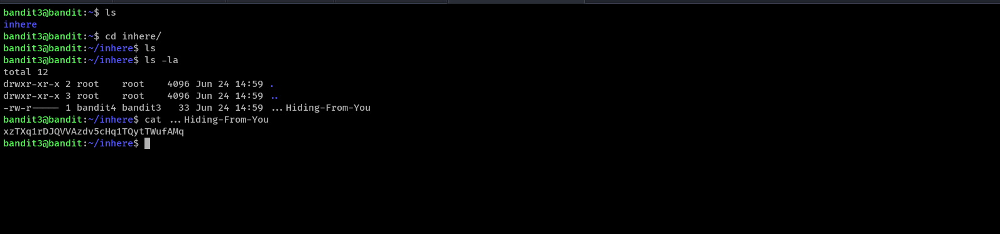 bandit3@bandit:~$ ls
inhere
bandit3@bandit:~$ cd inhere/
bandit3@bandit:~/inhere$ ls
bandit3@bandit:~/inhere$ ls -la
total 12
drwxr-xr-x 2 root    root    4096 Jun 24 14:59 .
drwxr-xr-x 3 root    root    4096 Jun 24 14:59 ..
-rw-r----- 1 bandit4 bandit3   33 Jun 24 14:59 ...Hiding-From-You
bandit3@bandit:~/inhere$ cat ...Hiding-From-You
xzTXq1rDJQVVAzdv5cHq1TQytTWufAMq
bandit3@bandit:~/inhere$